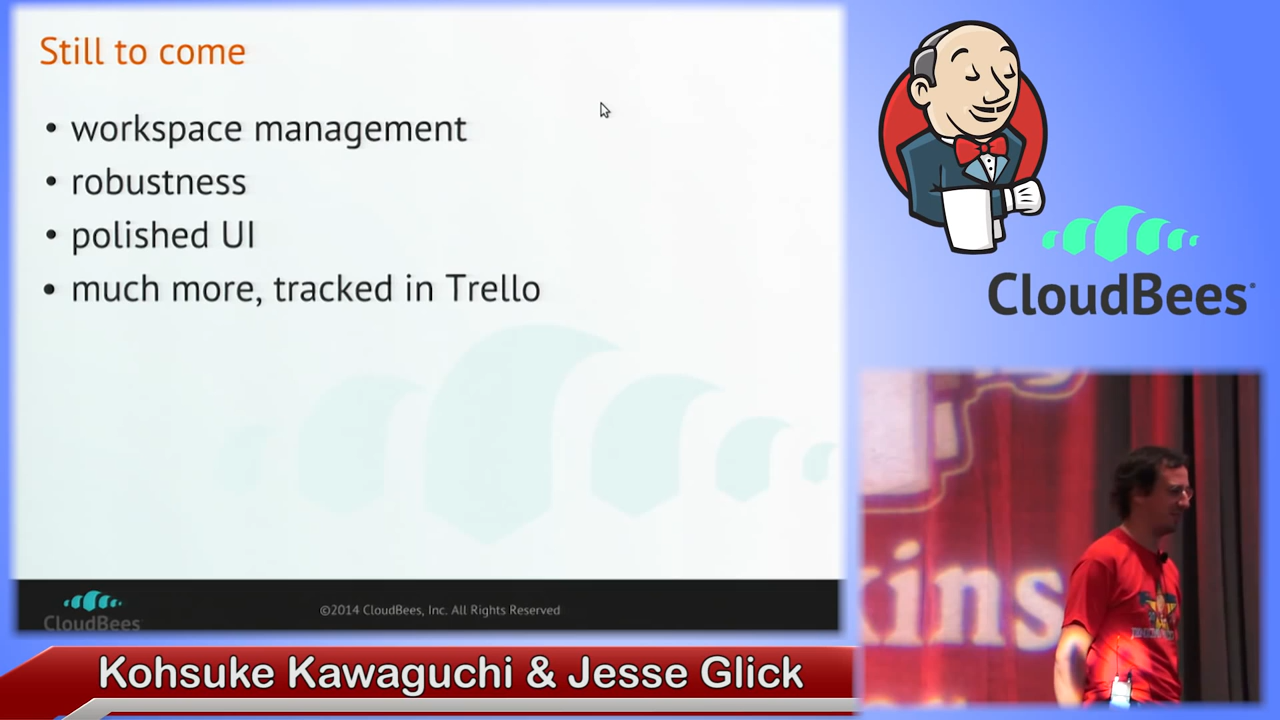 Still to come
• workspace management
• robustness
• polished UI
• much more, tracked in Trello
CloudBees
©2014 CloudBees, Inc. All Rights Reserved
CloudBees
kins
Kohsuke Kawaguchi & Jesse Glick